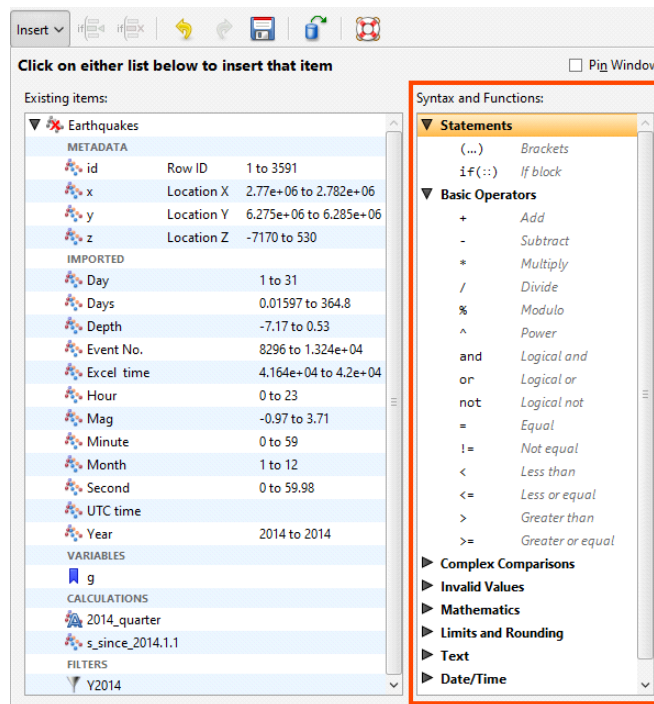 Insert
Click on either list below to insert that item
Pin Window
Existing items:
Earthquakes
METADATA
id Row ID 1 to 3591
x Location X 2.77e+06 to 2.782e+06
y Location Y 6.275e+06 to 6.285e+06
z Location Z -7170 to 530
IMPORTED
Day 1 to 31
Days 0.01597 to 364.8
Depth -7.17 to 0.53
Event No. 8296 to 1.324e+04
Excel time 4.164e+04 to 4.2e+04
Hour 0 to 23
Mag -0.97 to 3.71
Minute 0 to 59
Month 1 to 12
Second 0 to 59.98
UTC time
Year 2014 to 2014
VARIABLES
g
CALCULATIONS
2014_quarter
s_since_2014.1.1
FILTERS
Y2014
Syntax and Functions:
Statements
(...) Brackets
if(::) If block
Basic Operators
+ Add
- Subtract
* Multiply
/ Divide
% Modulo
^ Power
and Logical and
or Logical or
not Logical not
= Equal
!= Not equal
< Less than
<= Less or equal
> Greater than
>= Greater or equal
Complex Comparisons
Invalid Values
Mathematics
Limits and Rounding
Text
Date/Time